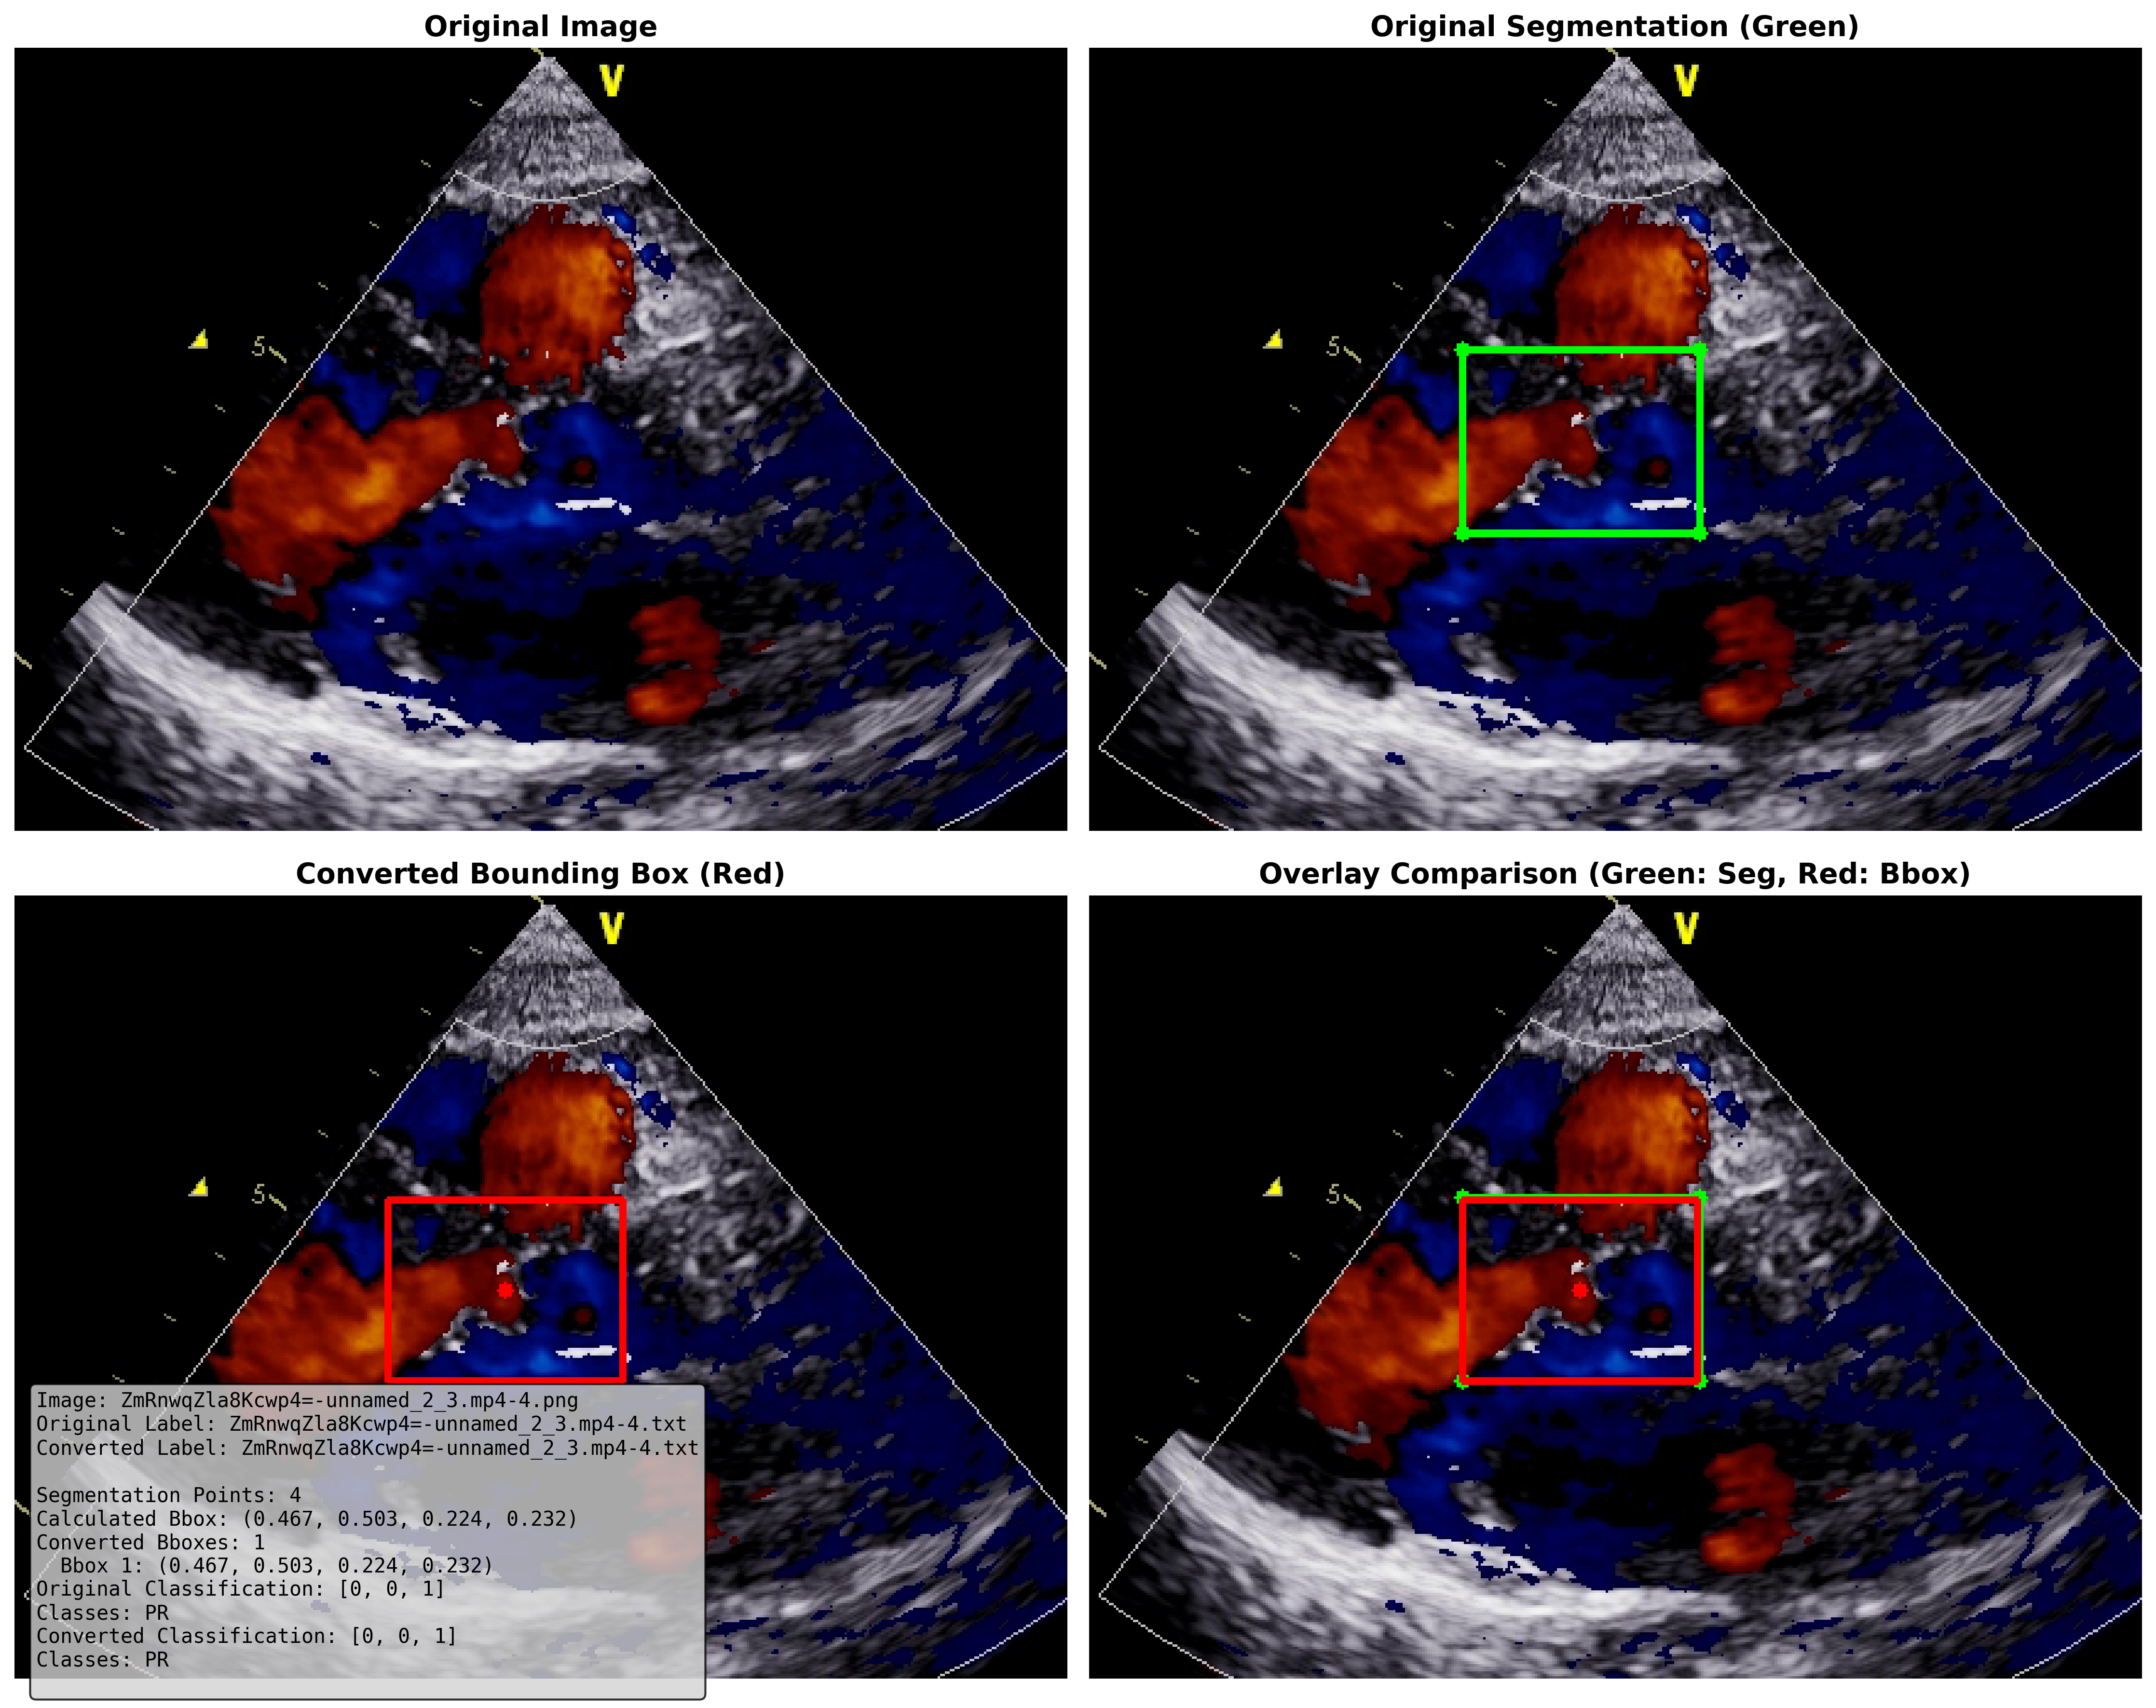 Original Image
Original Segmentation (Green)
V
5
V
5
Converted Bounding Box (Red)
Overlay Comparison (Green: Seg, Red: Bbox)
V
5
V
5
Image: ZmRnwqZla8Kcwp4=-unnamed_2_3.mp4-4.png
Original Label: ZmRnwqZla8Kcwp4=-unnamed_2_3.mp4-4.txt
Converted Label: ZmRnwqZla8Kcwp4=-unnamed_2_3.mp4-4.txt
Segmentation Points: 4
Calculated Bbox: (0.467, 0.503, 0.224, 0.232)
Converted Bboxes: 1
Bbox 1: (0.467, 0.503, 0.224, 0.232)
Original Classification: [0, 0, 1]
Classes: PR
Converted Classification: [0, 0, 1]
Classes: PR